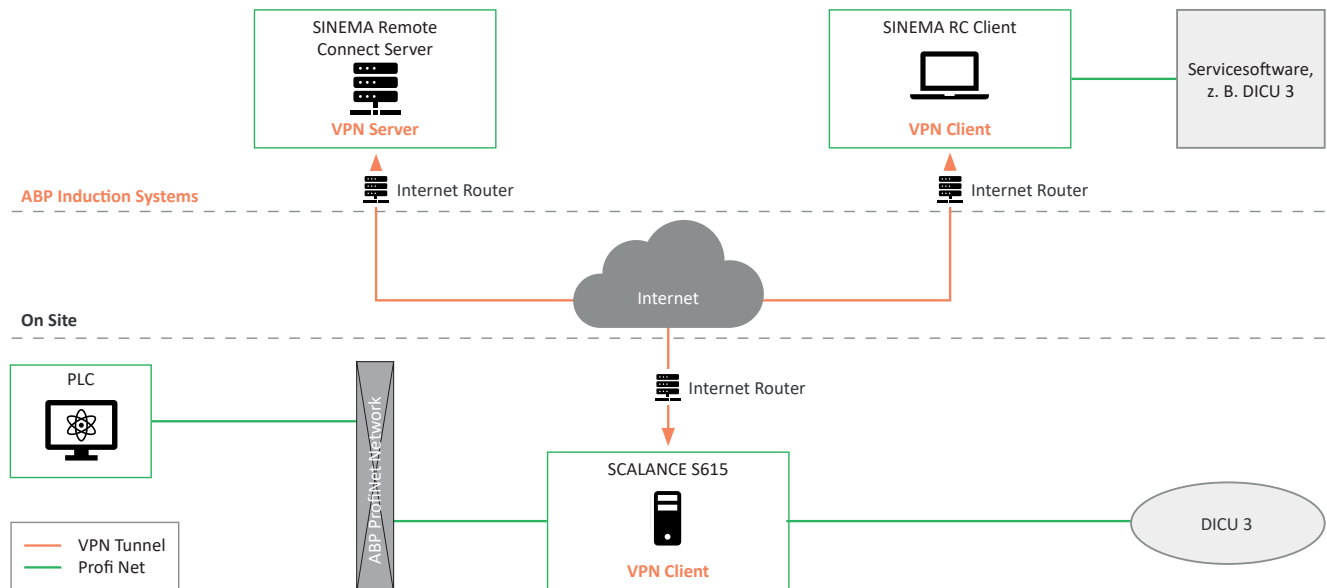 SINEMA Remote
Connect Server
VPN Server
SINEMA RC Client
VPN Client
Servicesoftware,
z. B. DICU 3
Internet Router
Internet Router
ABP Induction Systems
Internet
On Site
PLC
ABP ProfiNet-Network
Internet Router
SCALANCE S615
VPN Client
DICU 3
VPN Tunnel
Profi Net